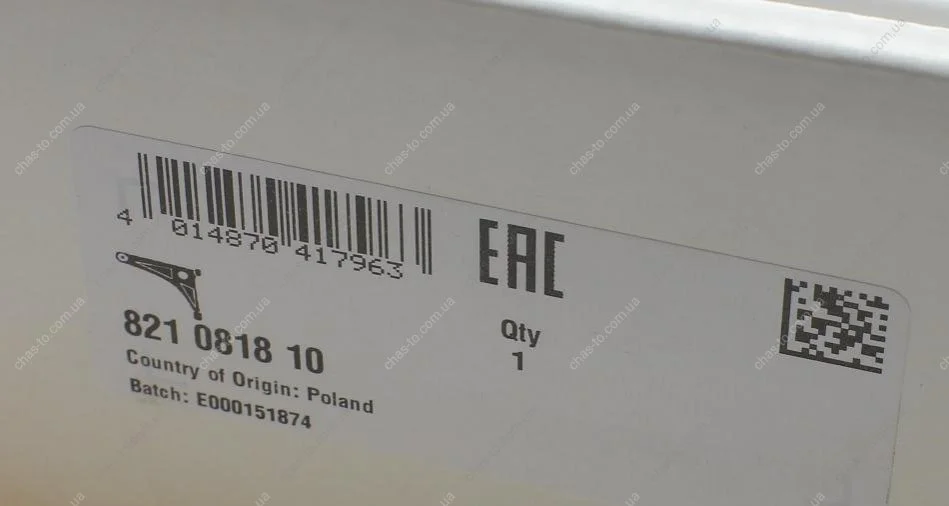 4 014870 417963
EAC
821 0818 10
Qty
1
Country of Origin: Poland
Batch: E000151874
chas-to.com.ua